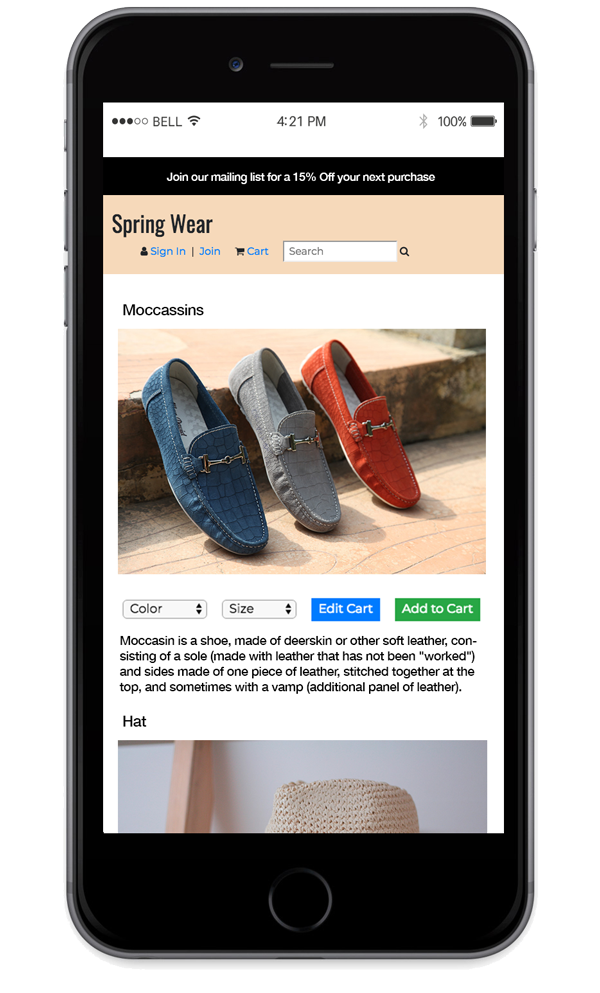 BELL 4:21 PM 100%
Join our mailing list for a 15% Off your next purchase
Spring Wear
Sign In | Join Cart Search
Moccassins
Color Size Edit Cart Add to Cart
Moccasin is a shoe, made of deerskin or other soft leather, con-
sisting of a sole (made with leather that has not been "worked")
and sides made of one piece of leather, stitched together at the
top, and sometimes with a vamp (additional panel of leather).
Hat